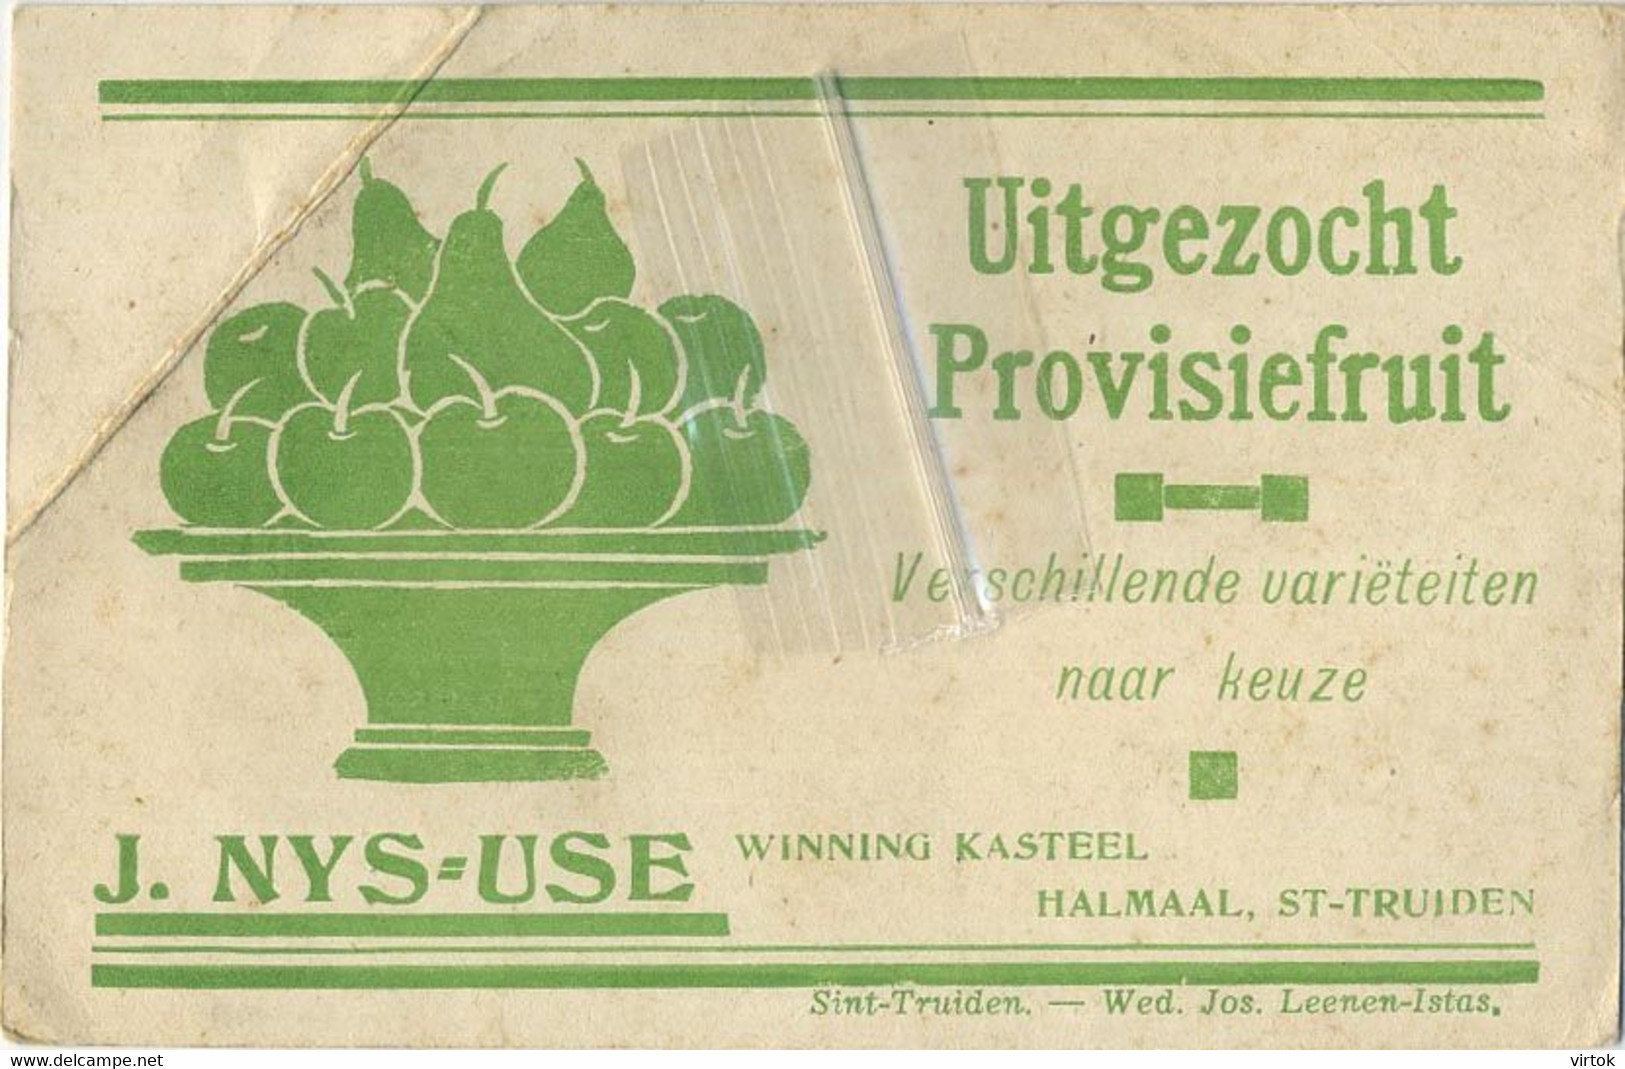 Uitgezocht
Provisiefruit
Verschillende variëteiten
naar keuze
J. NYS=USE
WINNING KASTEEL
HALMAAL, ST-TRUIDEN
Sint-Truiden. — Wed. Jos. Leenen-Istas.
www.delcampe.net
virtok